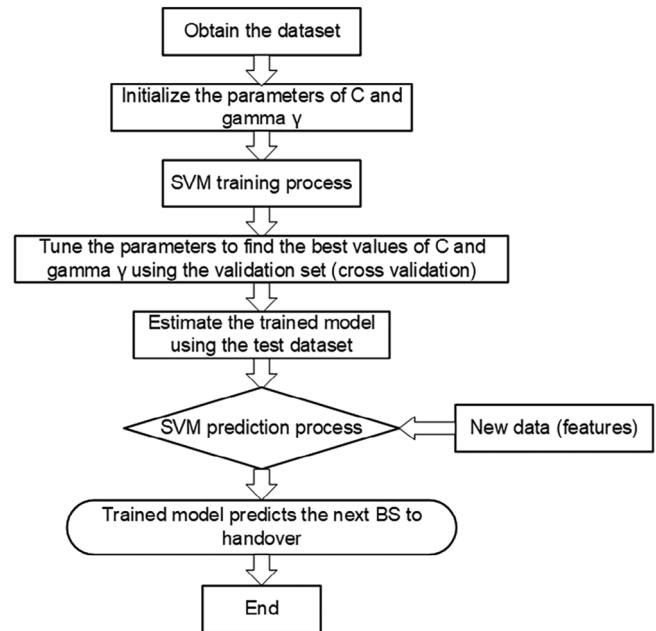 Obtain the dataset
Initialize the parameters of C and
gamma γ
SVM training process
Tune the parameters to find the best values of C and
gamma γ using the validation set (cross validation)
Estimate the trained model
using the test dataset
SVM prediction process
New data (features)
Trained model predicts the next BS to
handover
End